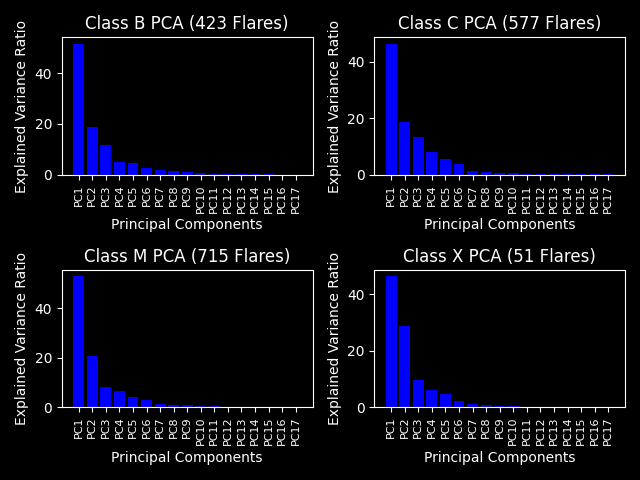 Class B PCA (423 Flares)
Explained Variance Ratio
40
20
0
PC1 PC2 PC3 PC4 PC5 PC6 PC7 PC8 PC9 PC10 PC11 PC12 PC13 PC14 PC15 PC16 PC17
Principal Components
Class C PCA (577 Flares)
Explained Variance Ratio
40
20
0
PC1 PC2 PC3 PC4 PC5 PC6 PC7 PC8 PC9 PC10 PC11 PC12 PC13 PC14 PC15 PC16 PC17
Principal Components
Class M PCA (715 Flares)
Explained Variance Ratio
40
20
0
PC1 PC2 PC3 PC4 PC5 PC6 PC7 PC8 PC9 PC10 PC11 PC12 PC13 PC14 PC15 PC16 PC17
Principal Components
Class X PCA (51 Flares)
Explained Variance Ratio
40
20
0
PC1 PC2 PC3 PC4 PC5 PC6 PC7 PC8 PC9 PC10 PC11 PC12 PC13 PC14 PC15 PC16 PC17
Principal Components